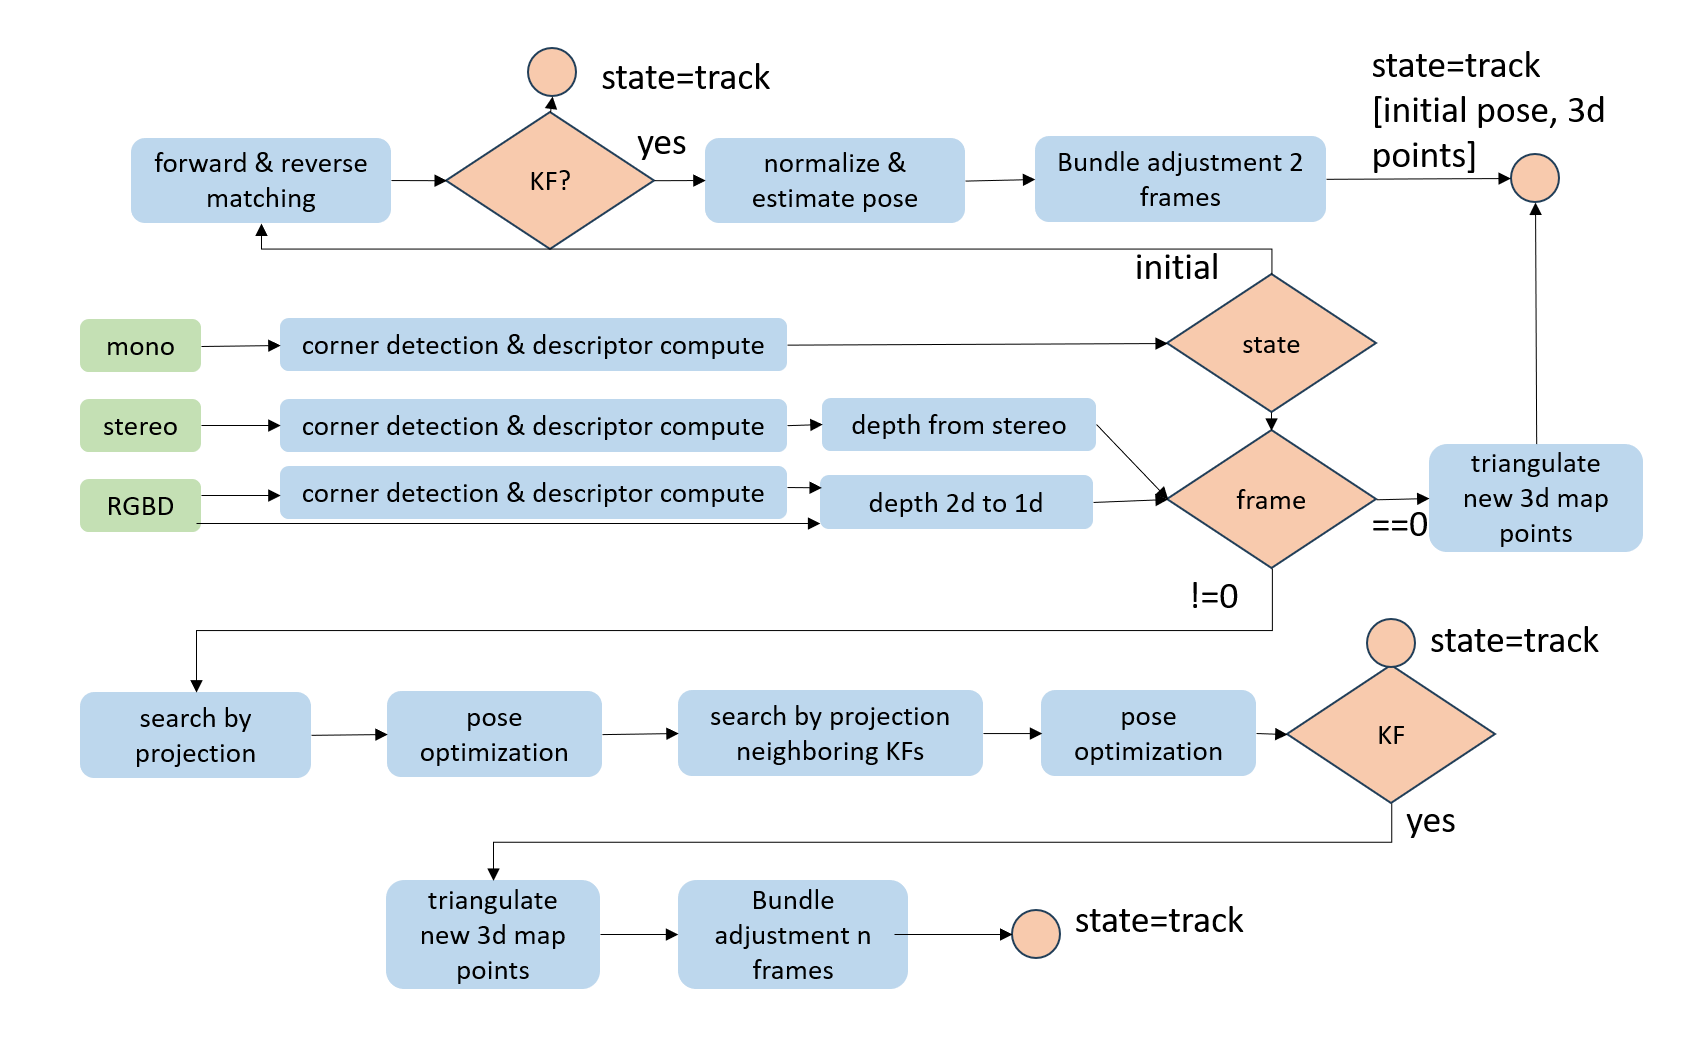 state=track
state=track
[initial pose, 3d
points]
forward & reverse
matching
KF?
yes
normalize &
estimate pose
Bundle adjustment 2
frames
initial
mono
corner detection & descriptor compute
state
stereo
corner detection & descriptor compute
depth from stereo
RGBD
corner detection & descriptor compute
depth 2d to 1d
frame
==0
triangulate
new 3d map
points
!=0
state=track
search by
projection
pose
optimization
search by projection
neighboring KFs
pose
optimization
KF
yes
triangulate
new 3d map
points
Bundle
adjustment n
frames
state=track